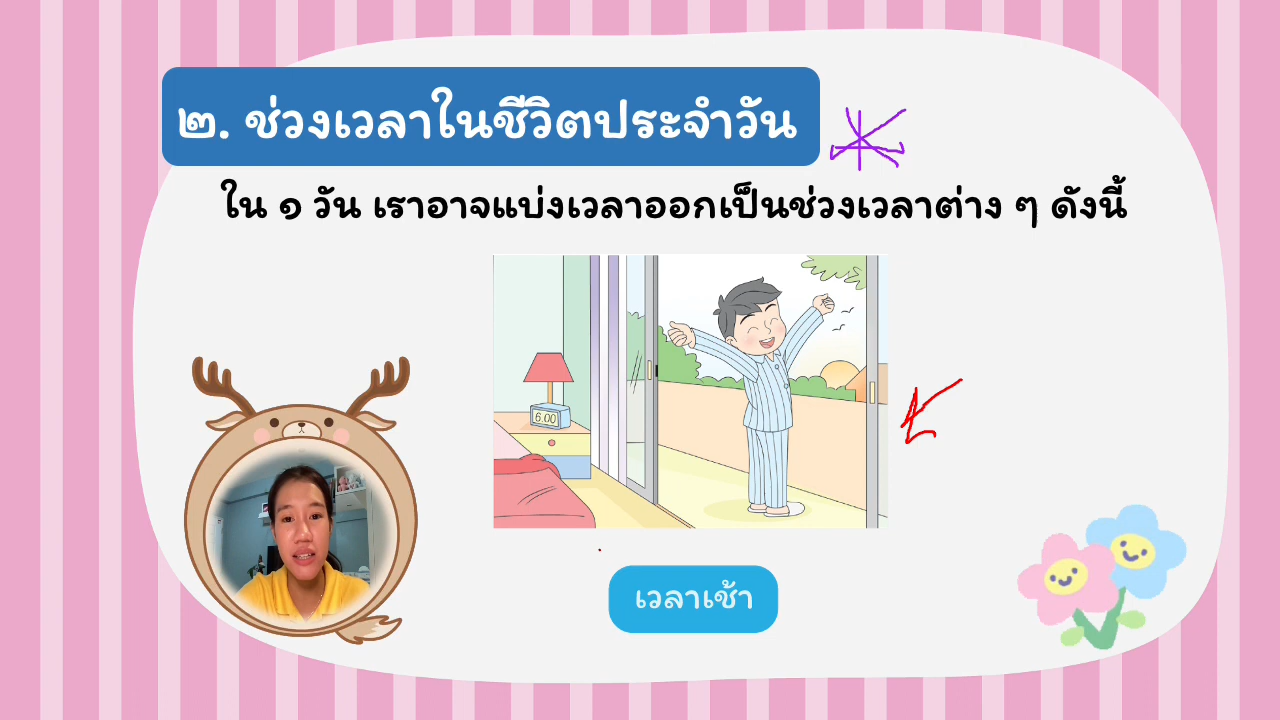 ๒. ช่วงเวลาในชีวิตประจำวัน
ใน ๑ วัน เราอาจแบ่งเวลาออกเป็นช่วงเวลาต่าง ๆ ดังนี้
6.00
เวลาเช้า